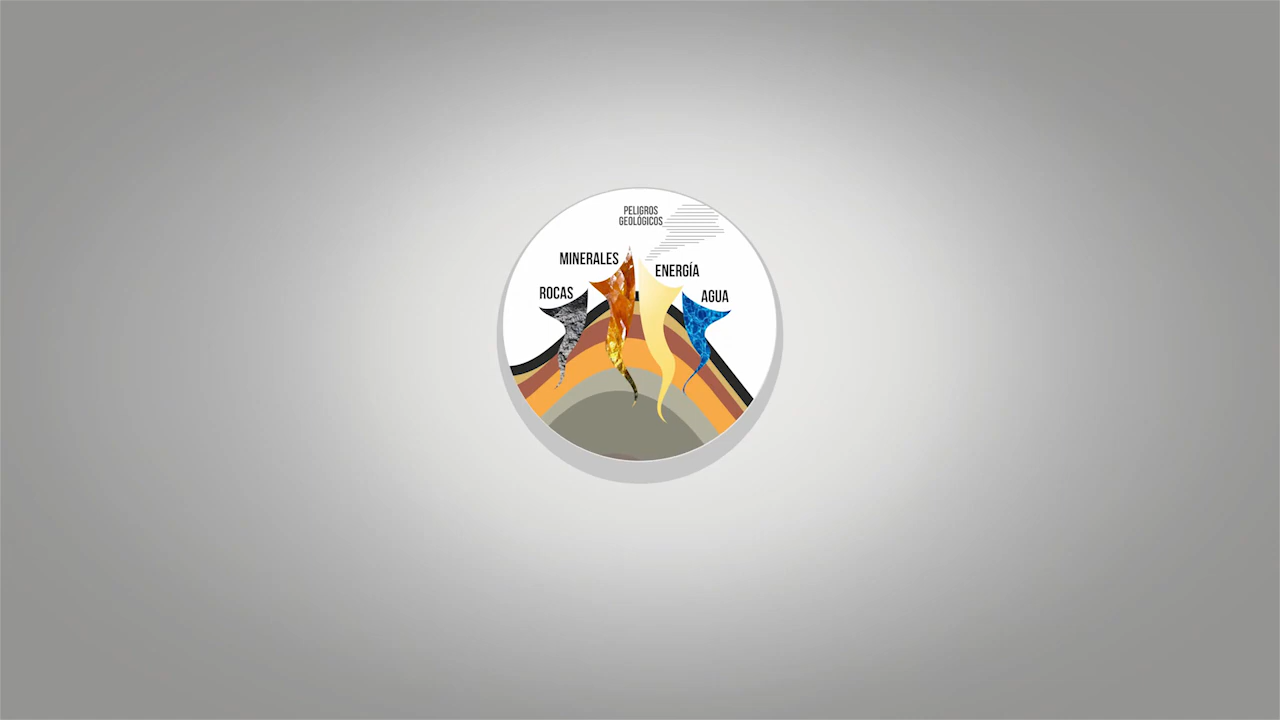 PELIGROS
GEOLÓGICOS
MINERALES
ENERGÍA
ROCAS
AGUA